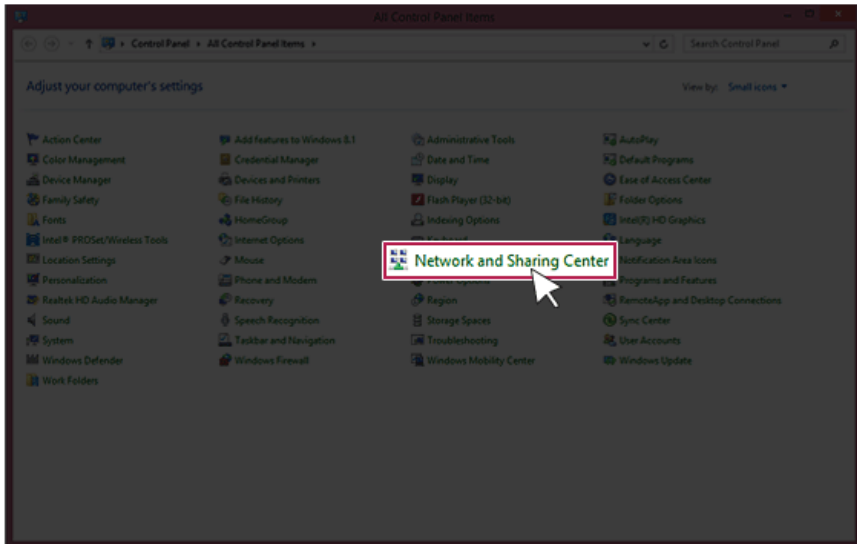 All Control Panel Items
Control Panel All Control Panel Items Search Control Panel
Adjust your computer's settings View by: Small icons
Action Center Add features to Windows 8.1 Administrative Tools AutoPlay
Color Management Credential Manager Date and Time Default Programs
Device Manager Devices and Printers Display Ease of Access Center
Family Safety File History Flash Player (32-bit) Folder Options
Fonts HomeGroup Indexing Options Intel(R) HD Graphics
Intel® PROSet/Wireless Tools Internet Options Keyboard Language
Location Settings Mouse Network and Sharing Center Notification Area Icons
Personalization Phone and Modem Power Options Programs and Features
Realtek HD Audio Manager Recovery Region RemoteApp and Desktop Connections
Sound Speech Recognition Storage Spaces Sync Center
System Taskbar and Navigation Troubleshooting User Accounts
Windows Defender Windows Firewall Windows Mobility Center Windows Update
Work Folders